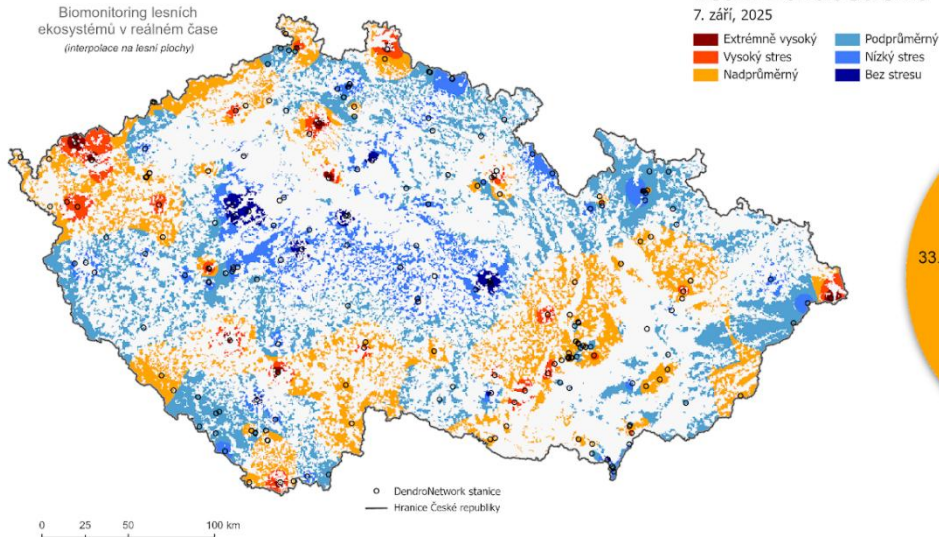 Biomonitoring lesních
ekosystémů v reálném čase
(interpolace na lesní plochy)
7. září, 2025
Extrémně vysoký
Vysoký stres
Nadprůměrný
Podprůměrný
Nízký stres
Bez stresu
33.
DendroNetwork stanice
Hranice České republiky
0 25 50 100 km